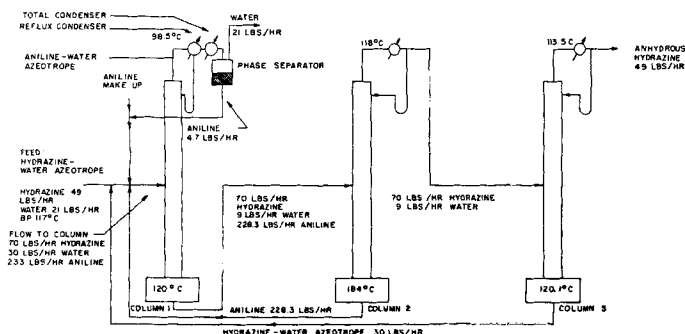 TOTAL CONDENSER
REFLUX CONDENSER
98.5°C
WATER
21 LBS/HR
ANILINE-WATER
AZEOTROPE
ANILINE
MAKE UP
PHASE SEPARATOR
ANILINE
4.7 LBS/HR
118°C
113.5 C
ANHYDROUS
HYDRAZINE
49 LBS/HR
FEED:
HYDRAZINE-
WATER AZEOTROPE
HYDRAZINE 49
LBS/HR
WATER 21 LBS/HR
BP 117°C
FLOW TO COLUMN
70 LBS/HR HYDRAZINE
30 LBS/HR WATER
233 LBS/HR ANILINE
70 LBS/HR
HYDRAZINE
9 LBS/HR WATER
228.3 LBS/HR ANILINE
70 LBS/HR HYDRAZINE
9 LBS/HR WATER
120°C
184°C
120.1°C
COLUMN 1
ANILINE 228.3 LBS/HR
COLUMN 2
COLUMN 3
HYDRAZINE-WATER AZEOTROPE 30 LBS/HR